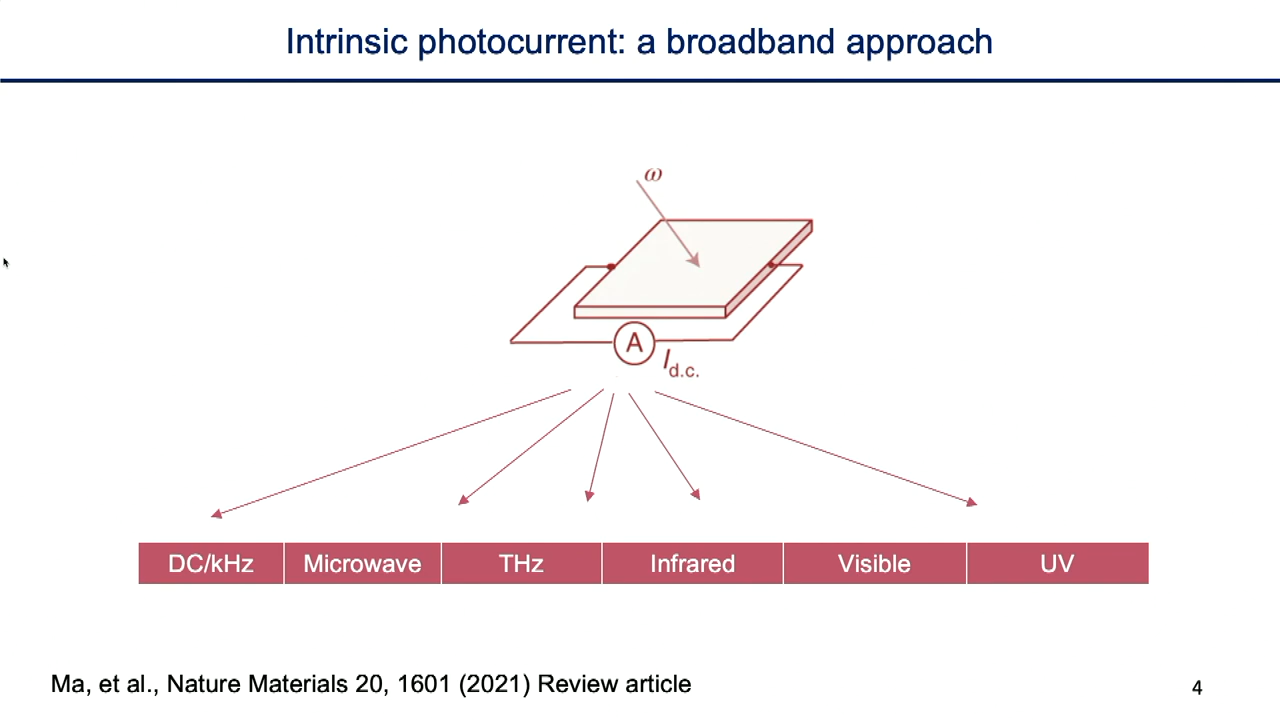 Intrinsic photocurrent: a broadband approach
ω
A
I d.c.
DC/kHz Microwave THz Infrared Visible UV
Ma, et al., Nature Materials 20, 1601 (2021) Review article
4